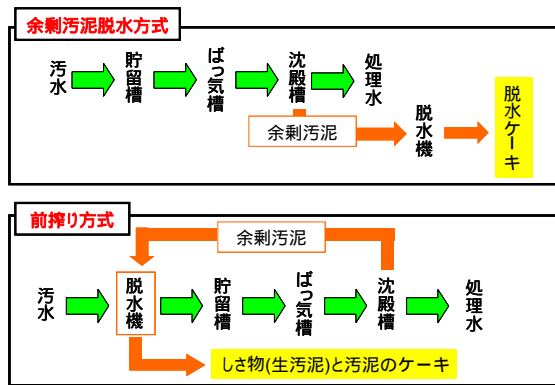 余剰汚泥脱水方式
汚水
貯留槽
ばっ気槽
沈殿槽
処理水
余剰汚泥
脱水機
脱水ケーキ
前搾り方式
余剰汚泥
汚水
脱水機
貯留槽
ばっ気槽
沈殿槽
処理水
しさ物(生汚泥)と汚泥のケーキ